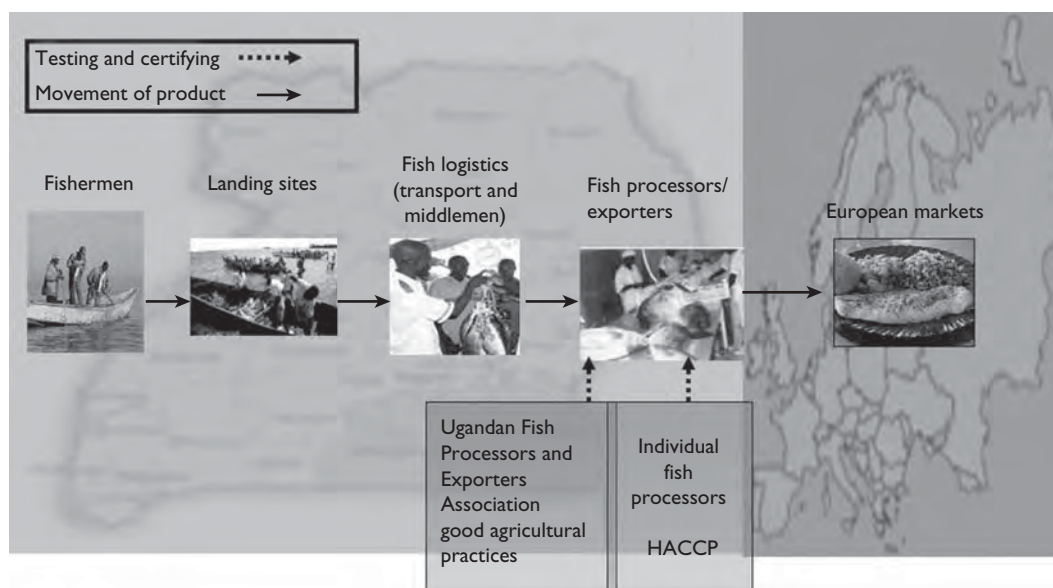 Testing and certifying
Movement of product
Fishermen
Landing sites
Fish logistics
(transport and
middlemen)
Fish processors/
exporters
European markets
Ugandan Fish
Processors and
Exporters
Association
good agricultural
practices
Individual
fish
processors
HACCP